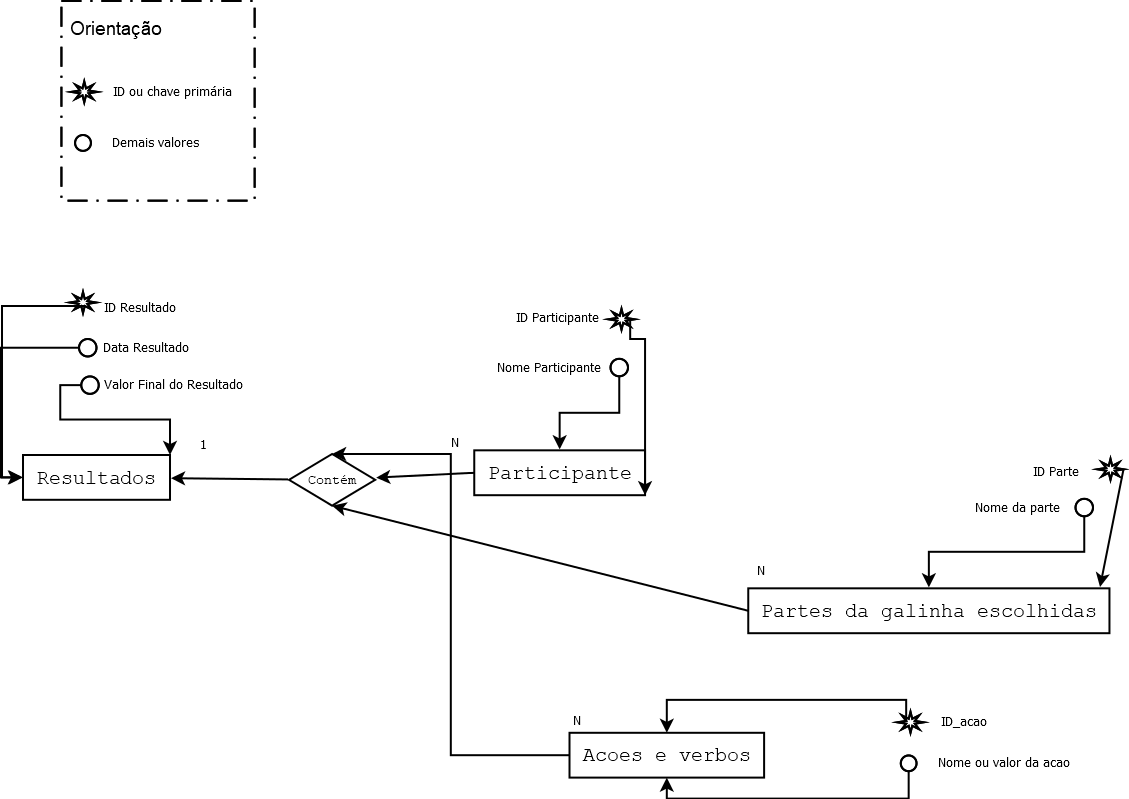 Orientação
ID ou chave primária
Demais valores
ID Resultado
Data Resultado
Valor Final do Resultado
1
Resultados
Contém
ID Participante
Nome Participante
N
Participante
ID Parte
Nome da parte
N
Partes da galinha escolhidas
N
Acoes e verbos
ID_acao
Nome ou valor da acao